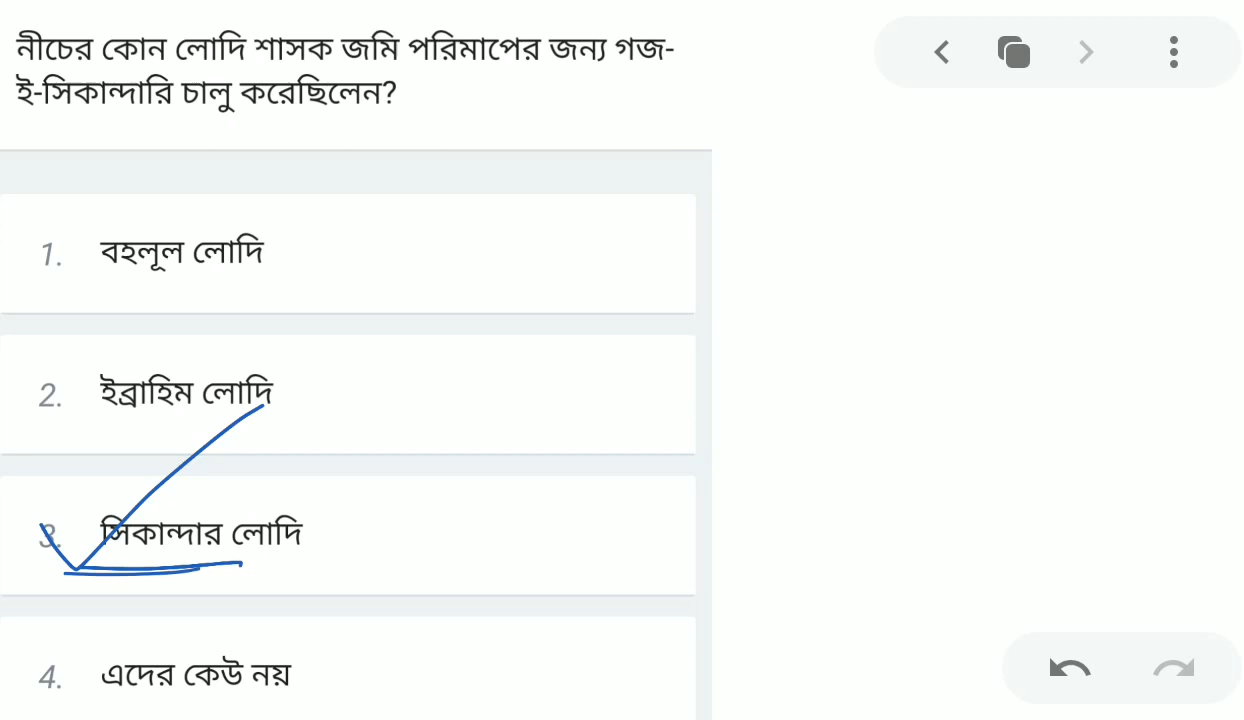 নীচের কোন লোদি শাসক জমি পরিমাপের জন্য গজ-
ই-সিকান্দারি চালু করেছিলেন?
1. বহলূল লোদি
2. ইব্রাহিম লোদি
3. সিকান্দার লোদি
4. এদের কেউ নয়